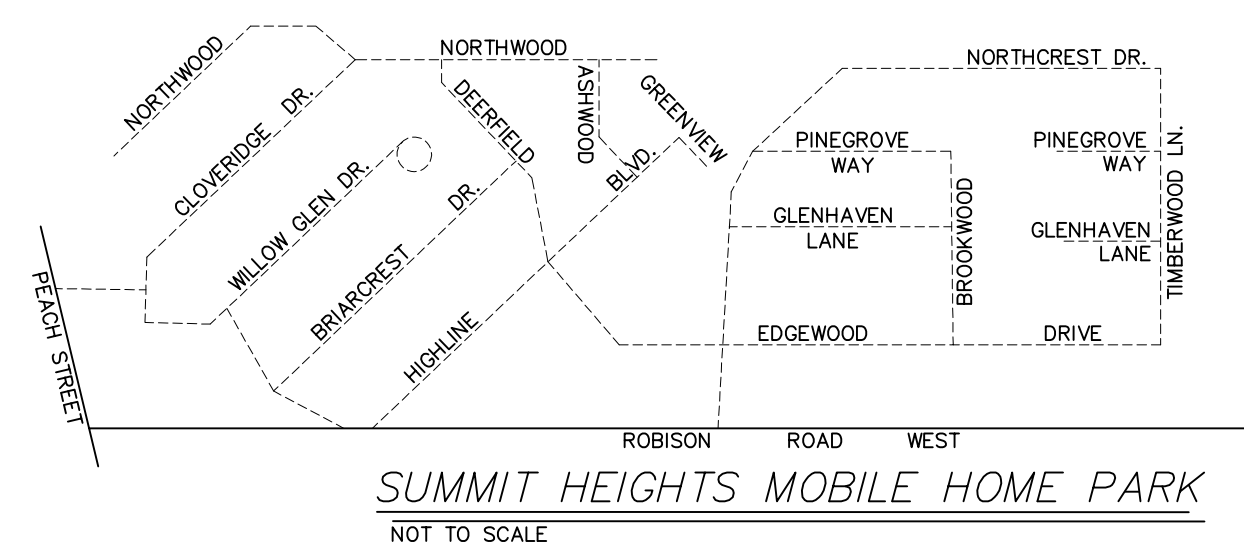 NORTHWOOD
CLOVERIDGE DR.
WILLOW GLEN DR.
BRIARCREST DR.
HIGHLINE BLVD.
NORTHWOOD
DEERFIELD
ASHWOOD
GREENVIEW
NORTHCREST DR.
PINEGROVE
WAY
GLENHAVEN
LANE
BROOKWOOD
PINEGROVE
WAY
GLENHAVEN
LANE
TIMBERWOOD LN.
EDGEWOOD DRIVE
PEACH STREET
ROBISON ROAD WEST
SUMMIT HEIGHTS MOBILE HOME PARK
NOT TO SCALE